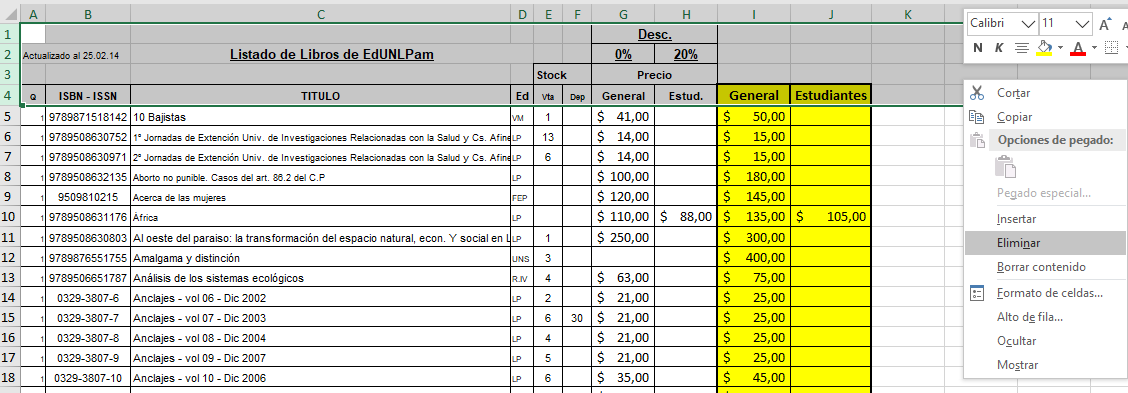 A B C D E F G H I J K
1 Desc.
2 Actualizado al 25.02.14 Listado de Libros de EdUNLPam 0% 20%
3 Stock Precio
4 Q ISBN - ISSN TITULO Ed Vta Dep General Estud. General Estudiantes
5 1 9789871518142 10 Bajistas VM 1 $ 41,00 $ 50,00
6 1 9789508630752 1º Jornadas de Extención Univ. de Investigaciones Relacionadas con la Salud y Cs. Afine LP 13 $ 14,00 $ 15,00
7 1 9789508630971 2º Jornadas de Extención Univ. de Investigaciones Relacionadas con la Salud y Cs. Afine LP 6 $ 14,00 $ 15,00
8 1 9789508632135 Aborto no punible. Casos del art. 86.2 del C.P LP $ 100,00 $ 180,00
9 1 9509810215 Acerca de las mujeres FEP $ 120,00 $ 145,00
10 1 9789508631176 África LP $ 110,00 $ 88,00 $ 135,00 $ 105,00
11 1 9789508630803 Al oeste del paraiso: la transformación del espacio natural, econ. Y social en L LP 1 $ 250,00 $ 300,00
12 1 9789876551755 Amalgama y distinción UNS 3 $ 400,00
13 1 9789506651787 Análisis de los sistemas ecológicos R.IV 4 $ 63,00 $ 75,00
14 1 0329-3807-6 Anclajes - vol 06 - Dic 2002 LP 2 $ 21,00 $ 25,00
15 1 0329-3807-7 Anclajes - vol 07 - Dic 2003 LP 6 30 $ 21,00 $ 25,00
16 1 0329-3807-8 Anclajes - vol 08 - Dic 2004 LP 4 $ 21,00 $ 25,00
17 1 0329-3807-9 Anclajes - vol 09 - Dic 2007 LP 5 $ 21,00 $ 25,00
18 1 0329-3807-10 Anclajes - vol 10 - Dic 2006 LP 6 $ 35,00 $ 45,00
Calibri 11 A A
N K A
Cortar
Copiar
Opciones de pegado:
Pegado especial...
Insertar
Eliminar
Borrar contenido
Formato de celdas...
Alto de fila...
Ocultar
Mostrar